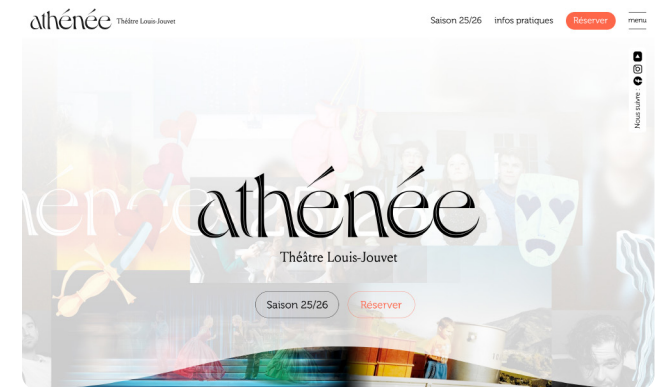 athénée Théâtre Louis-Jouvet
Saison 25/26 infos pratiques Réserver menu
Nous suivre :
athénée
Théâtre Louis-Jouvet
Saison 25/26 Réserver